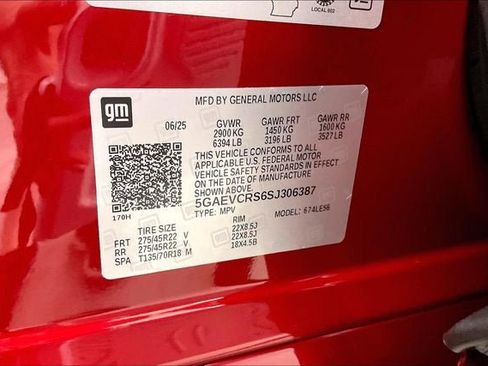 LOCAL 602
gm
MFD BY GENERAL MOTORS LLC
06/25 GVWR GAWR FRT GAWR RR
2900 KG 1450 KG 1600 KG
6394 LB 3196 LB 3527 LB
THIS VEHICLE CONFORMS TO ALL
APPLICABLE U.S. FEDERAL MOTOR
VEHICLE SAFETY STANDARDS IN
EFFECT ON THE DATE OF MANUFACTURE
SHOWN ABOVE.
5GAEVCRS6SJ306387
TYPE: MPV MODEL: 674LES6
170H
TIRE SIZE RIM
FRT 275/45R22 V 22X8.5J
RR 275/45R22 V 22X8.5J
SPA T135/70R18 M 18X4.5B